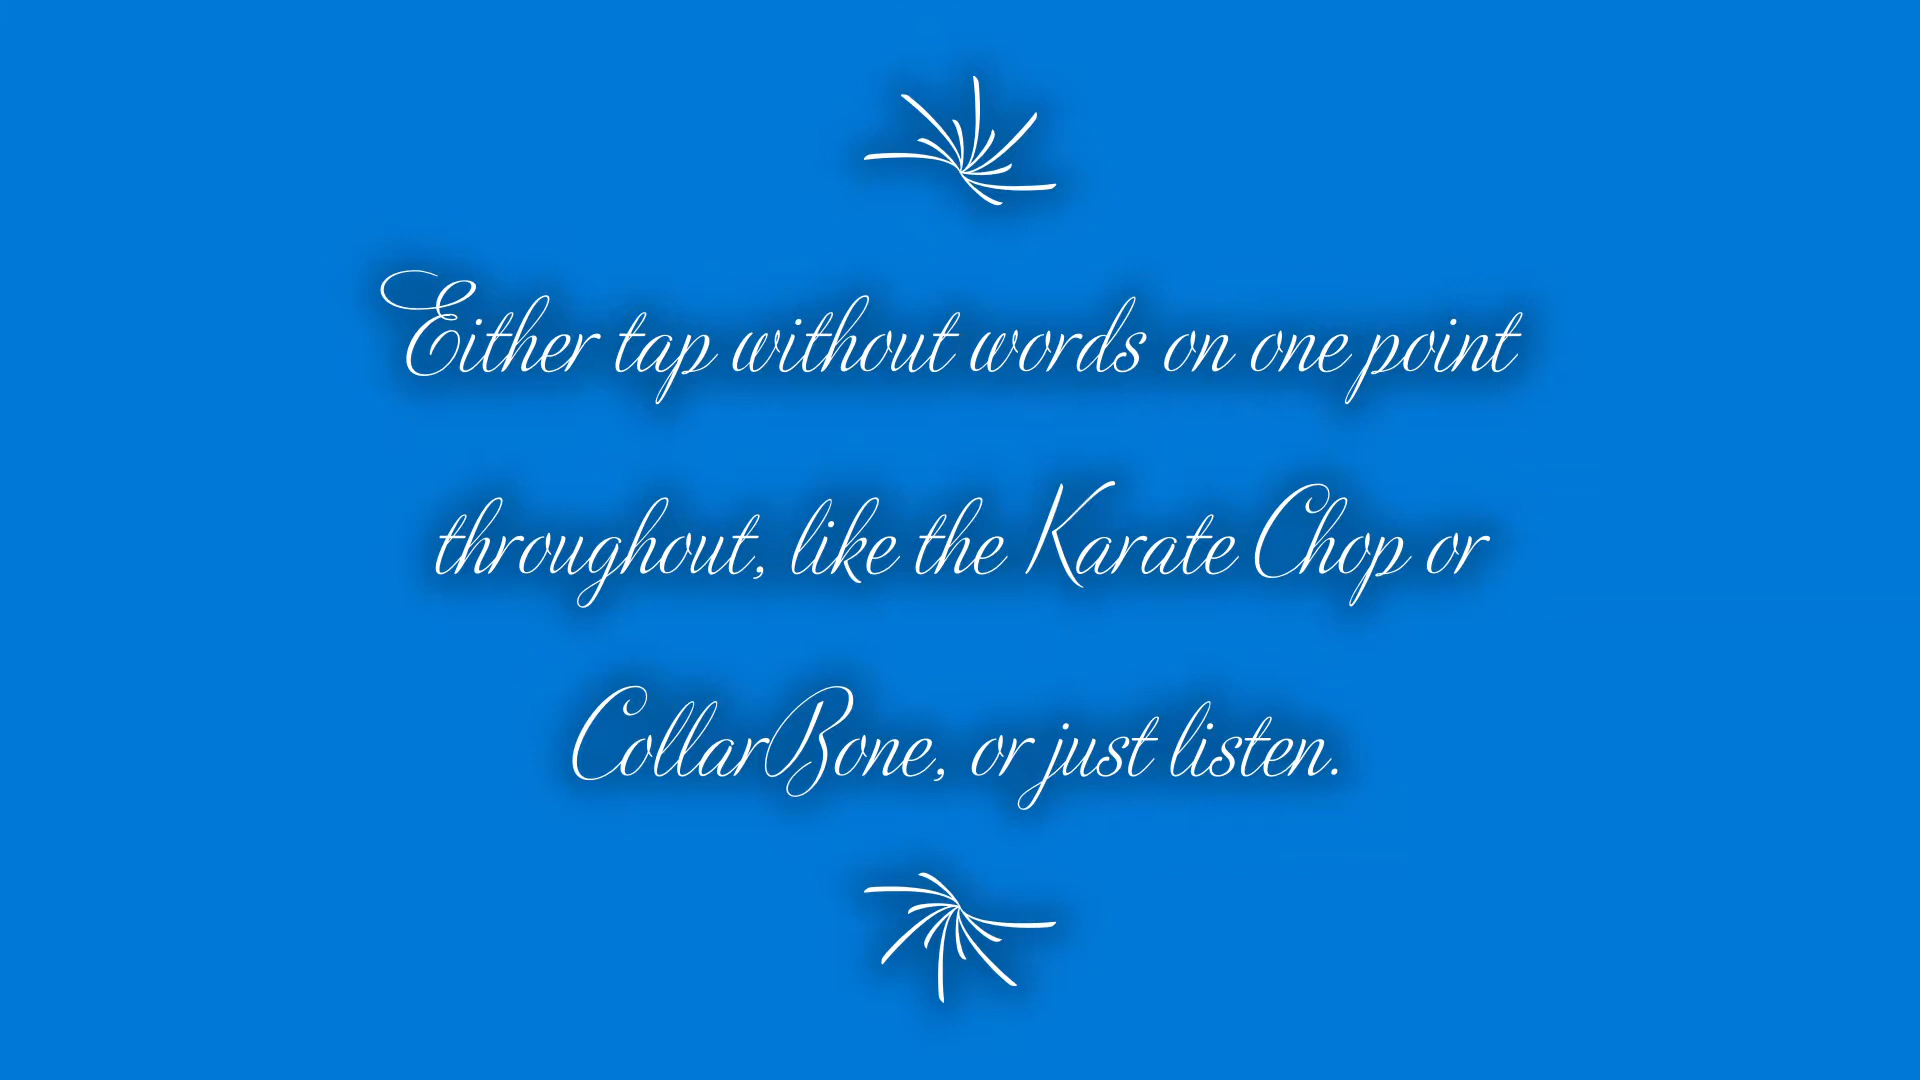 Either tap without words on one point
throughout, like the Karate Chop or
CollarBone, or just listen.